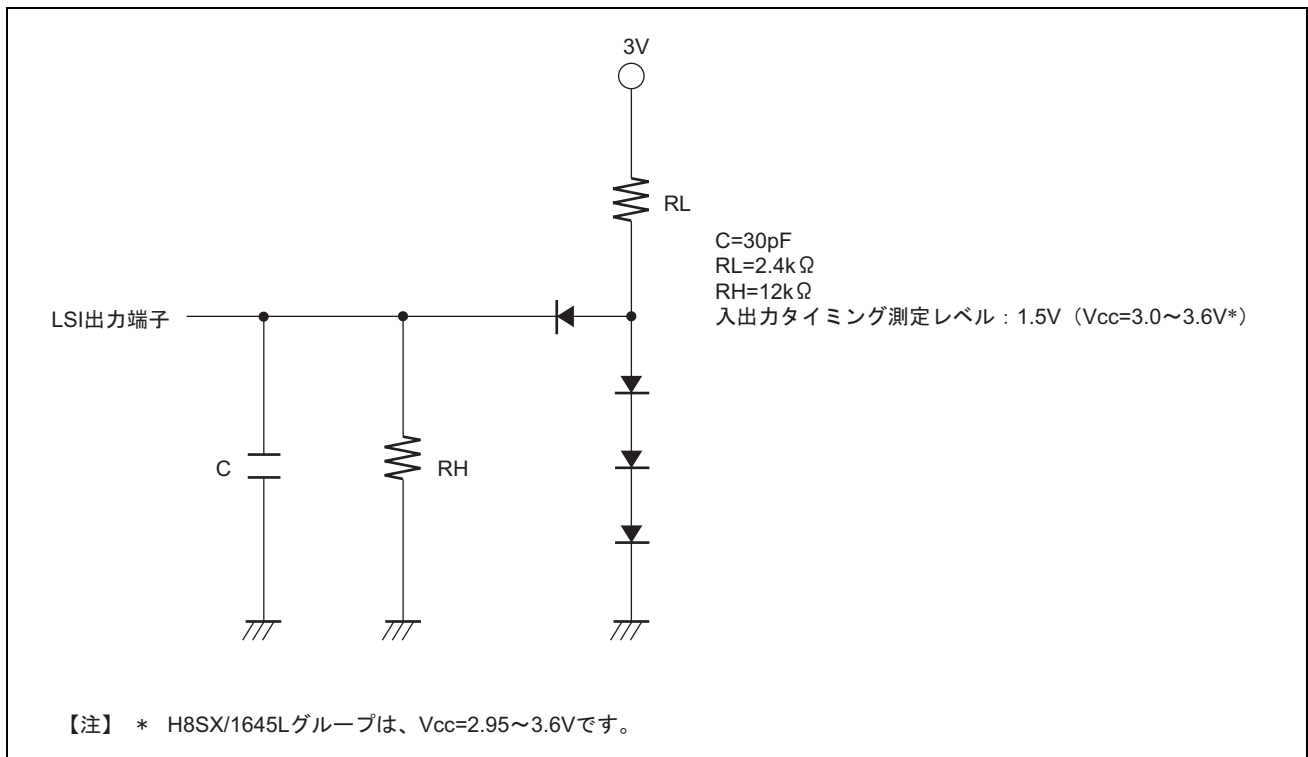 3V
RL
C=30pF
RL=2.4kΩ
RH=12kΩ
入出力タイミング測定レベル：1.5V（Vcc=3.0～3.6V*）
LSI出力端子
C
RH
【注】 * H8SX/1645Lグループは、Vcc=2.95～3.6Vです。